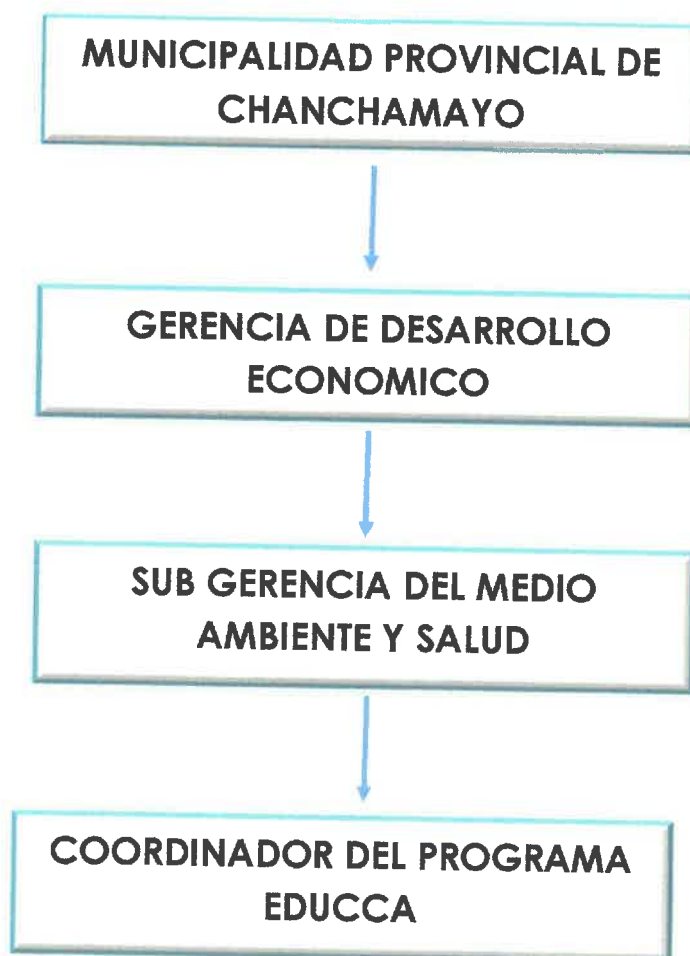 MUNICIPALIDAD PROVINCIAL DE
CHANCHAMAYO
GERENCIA DE DESARROLLO
ECONOMICO
SUB GERENCIA DEL MEDIO
AMBIENTE Y SALUD
COORDINADOR DEL PROGRAMA
EDUCCA